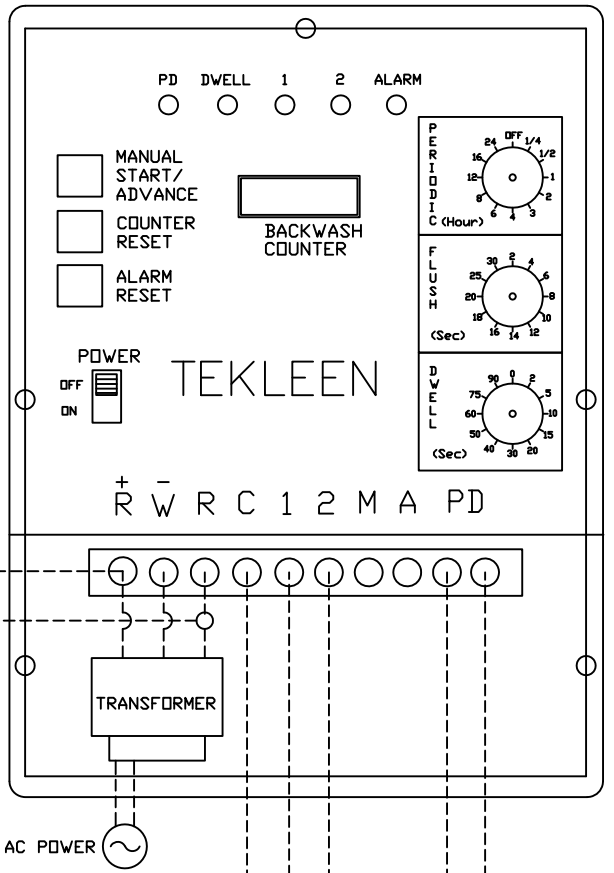 PD DWELL 1 2 ALARM
MANUAL
START/
ADVANCE
COUNTER
RESET
ALARM
RESET
BACKWASH
COUNTER
PERIODIC
(Hour)
OFF 1/4 1/2 1 2 3 4 6 8 12 16 24
FLUSH
(Sec)
2 4 6 8 10 12 14 16 18 20 25 30
DWELL
(Sec)
0 2 5 10 15 20 30 40 50 60 75 90
POWER
OFF
ON
TEKLEEN
+ −
R W R C 1 2 M A PD
TRANSFORMER
AC POWER